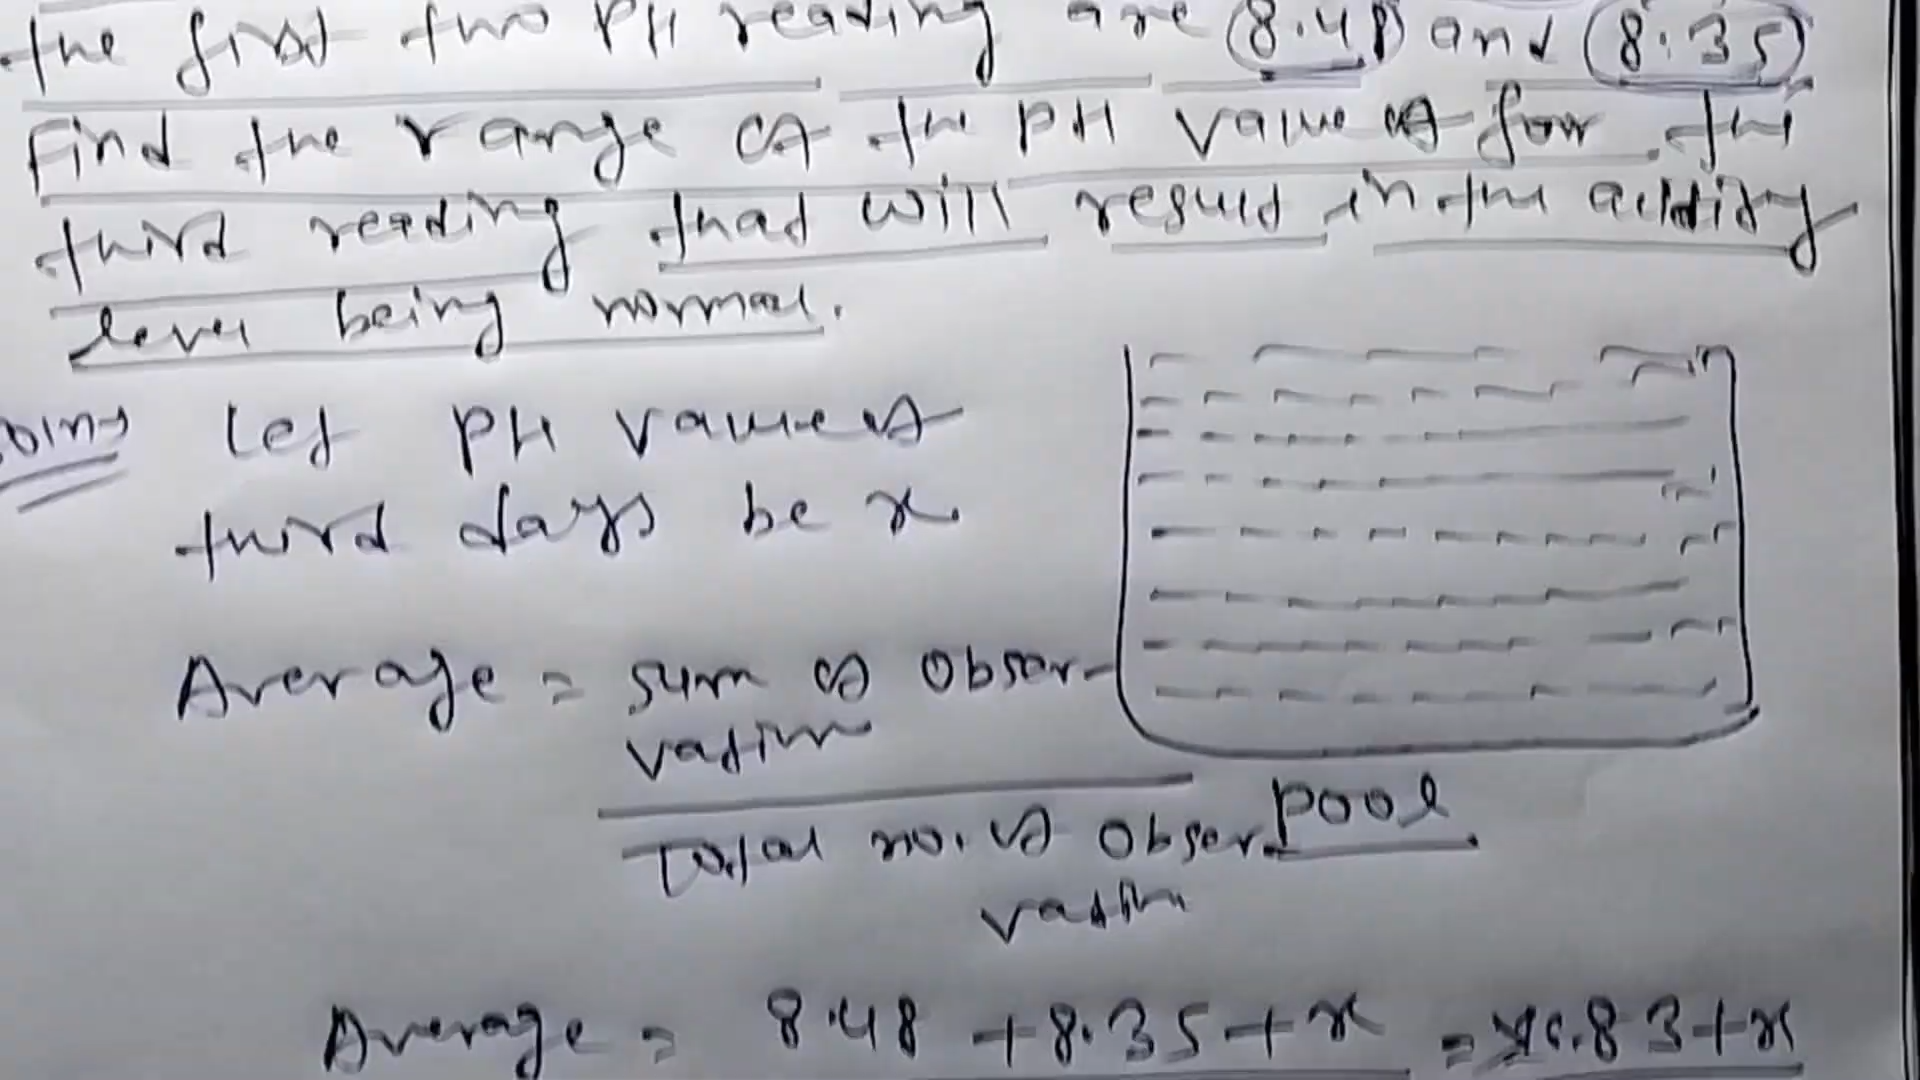 the first two PH reading are 8.48 and 8.35
Find the range of the PH value of for the
third reading that will result in the acidity
level being normal.
Soln) Let PH value of
third days be x.
Average = sum of obser-
vation
Total no. of obser-
vation
pool.
Average = 8.48 + 8.35 + x = 16.83 + x